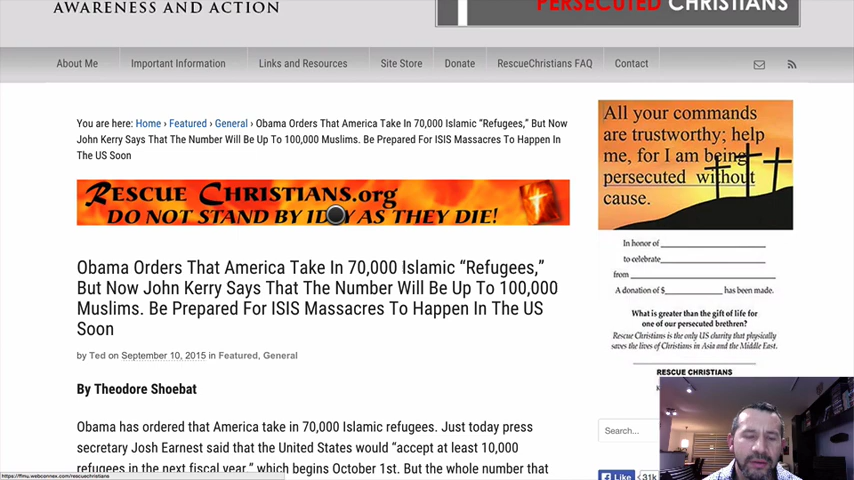 AWARENESS AND ACTION
PERSECUTED CHRISTIANS
About Me
Important Information
Links and Resources
Site Store
Donate
RescueChristians FAQ
Contact
You are here: Home › Featured › General › Obama Orders That America Take In 70,000 Islamic “Refugees,” But Now
John Kerry Says That The Number Will Be Up To 100,000 Muslims. Be Prepared For ISIS Massacres To Happen In
The US Soon
RESCUE CHRISTIANS.org
DO NOT STAND BY AS THEY DIE!
Obama Orders That America Take In 70,000 Islamic “Refugees,”
But Now John Kerry Says That The Number Will Be Up To 100,000
Muslims. Be Prepared For ISIS Massacres To Happen In The US
Soon
by Ted on September 10, 2015 in Featured, General
By Theodore Shoebat
Obama has ordered that America take in 70,000 Islamic refugees. Just today press
secretary Josh Earnest said that the United States would “accept at least 10,000
refugees in the next fiscal year,” which begins October 1st. But the whole number that
All your commands
are trustworthy; help
me, for I am being
persecuted without
cause.
In honor of
to celebrate
from
A donation of $ has been made.
What is greater than the gift of life for
one of our persecuted brethren?
Rescue Christians is the only US charity that physically
saves the lives of Christians in Asia and the Middle East.
RESCUE CHRISTIANS
Search...
Like 31k
https://ffinu.webconnex.com/rescuechristians